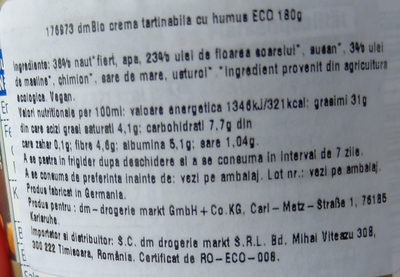 176973 dmBio crema tartinabila cu humus ECO 180g
Ingrediente: 38% naut*fiert, apa, 23% ulei de floarea soarelui*, susan*, 3% ulei
de masline*, chimion*, sare de mare, usturoi*. *Ingredient provenit din agricultura
ecologica. Vegan.
Valori nutritionale per 100ml: valoare energetica 1346kJ/321kcal: grasimi 31g
din care acizi grasi saturati 4,1g: carbohidrati 7,7g din
care zahar 0,1g: fibre 4,6g: albumina 5,1g: sare 1,04g.
A se pastra in frigider dupa deschidere si a se consuma in interval de 7 zile.
A se consuma de preferinta inainte de: vezi pe ambalaj. Lot nr.: vezi pe ambalaj.
Produs fabricat in Germania.
Produs pentru : dm-drogerie markt GmbH+Co.KG, Carl-Metz-Straße 1, 76185
Karlsruhe.
Importator si distribuitor: S.C. dm drogerie markt S.R.L. Bd. Mihai Viteazu 30B,
300 222 Timisoara, România. Certificat de RO-ECO-008.